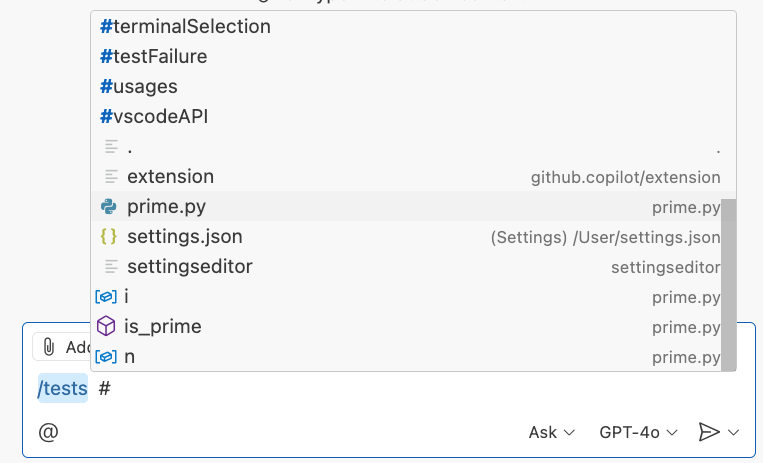 #terminalSelection
#testFailure
#usages
#vscodeAPI
. .
extension github.copilot/extension
prime.py prime.py
settings.json (Settings) /User/settings.json
settingseditor settingseditor
i prime.py
is_prime prime.py
n prime.py
/tests #
@ Ask GPT-4o